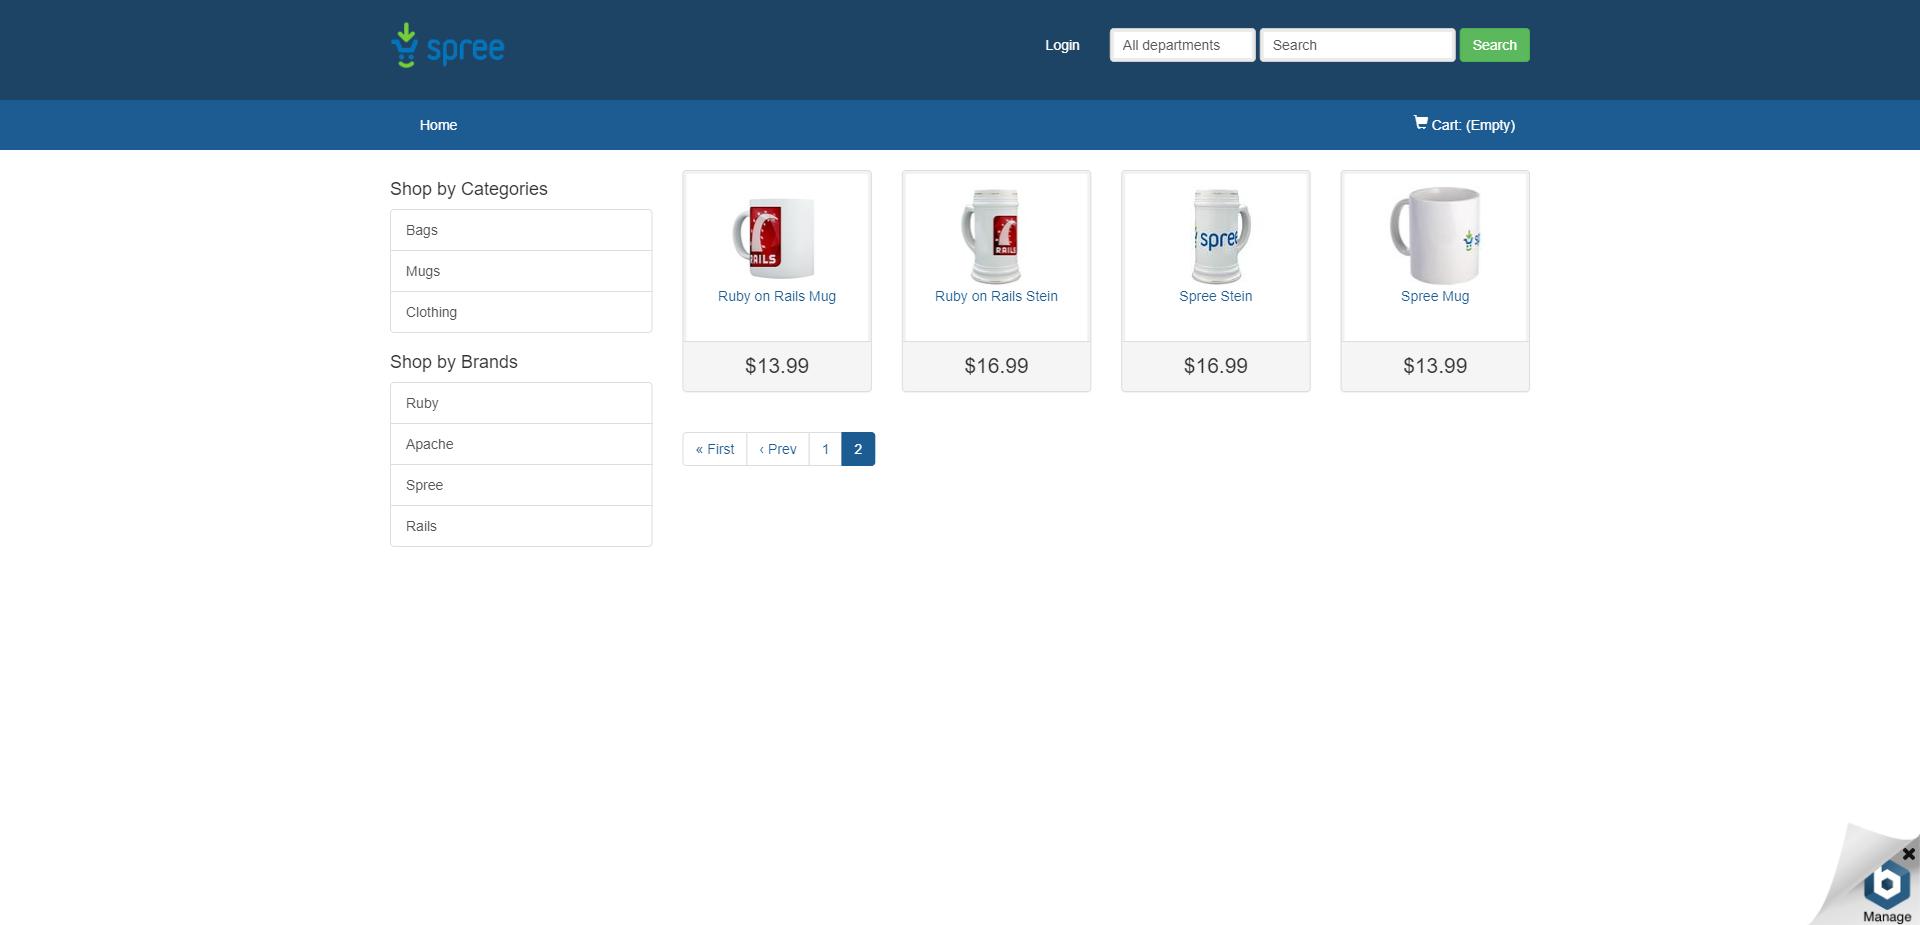 spree
Login
All departments
Search
Search
Home
Cart: (Empty)
Shop by Categories
Bags
Mugs
Clothing
Shop by Brands
Ruby
Apache
Spree
Rails
RAILS
Ruby on Rails Mug
$13.99
RAILS
Ruby on Rails Stein
$16.99
spree
Spree Stein
$16.99
Spree Mug
$13.99
« First
‹ Prev
1
2
Manage